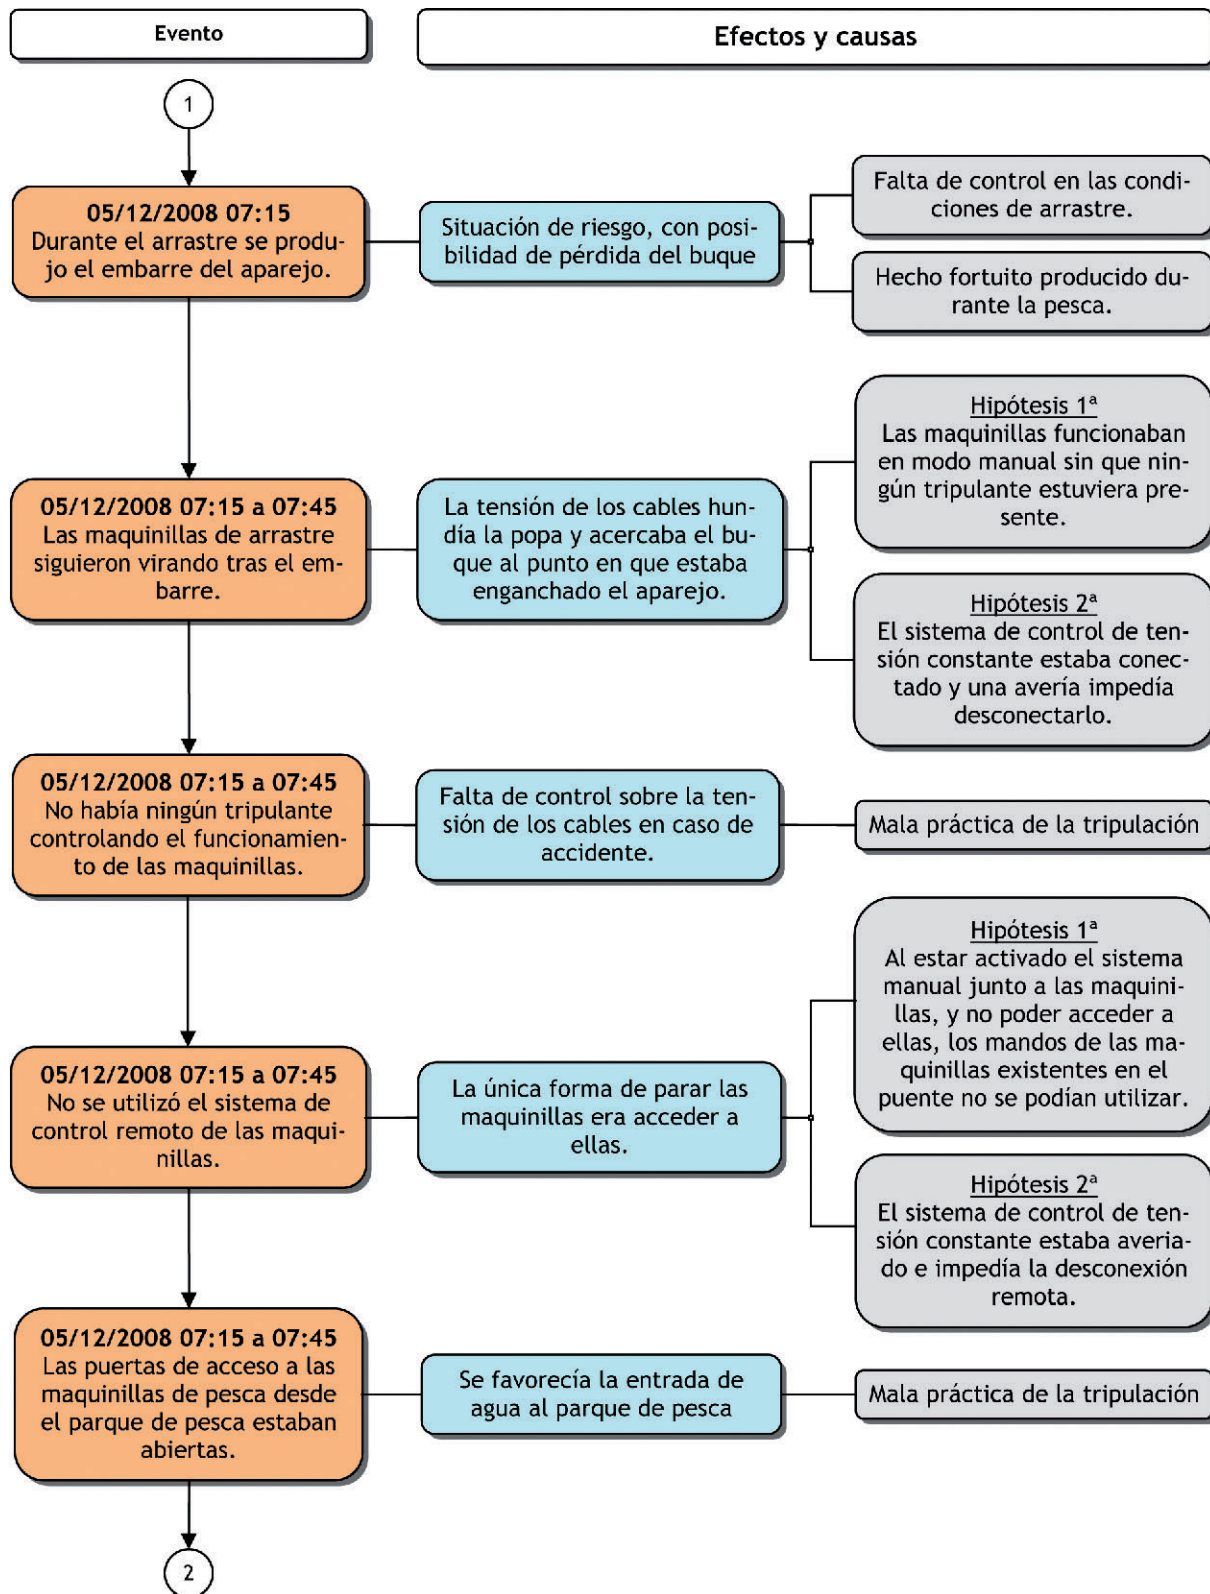 Evento
Efectos y causas
1
05/12/2008 07:15
Durante el arrastre se produ-
jo el embarre del aparejo.
Situación de riesgo, con posi-
bilidad de pérdida del buque
Falta de control en las condi-
ciones de arrastre.
Hecho fortuito producido du-
rante la pesca.
05/12/2008 07:15 a 07:45
Las maquinillas de arrastre
siguieron virando tras el em-
barre.
La tensión de los cables hun-
día la popa y acercaba el bu-
que al punto en que estaba
enganchado el aparejo.
Hipótesis 1ª
Las maquinillas funcionaban
en modo manual sin que nin-
gún tripulante estuviera pre-
sente.
Hipótesis 2ª
El sistema de control de ten-
sión constante estaba conec-
tado y una avería impedía
desconectarlo.
05/12/2008 07:15 a 07:45
No había ningún tripulante
controlando el funcionamien-
to de las maquinillas.
Falta de control sobre la ten-
sión de los cables en caso de
accidente.
Mala práctica de la tripulación
05/12/2008 07:15 a 07:45
No se utilizó el sistema de
control remoto de las maqui-
nillas.
La única forma de parar las
maquinillas era acceder a
ellas.
Hipótesis 1ª
Al estar activado el sistema
manual junto a las maquini-
llas, y no poder acceder a
ellas, los mandos de las ma-
quinillas existentes en el
puente no se podían utilizar.
Hipótesis 2ª
El sistema de control de ten-
sión constante estaba averia-
do e impedía la desconexión
remota.
05/12/2008 07:15 a 07:45
Las puertas de acceso a las
maquinillas de pesca desde
el parque de pesca estaban
abiertas.
Se favorecía la entrada de
agua al parque de pesca
Mala práctica de la tripulación
2